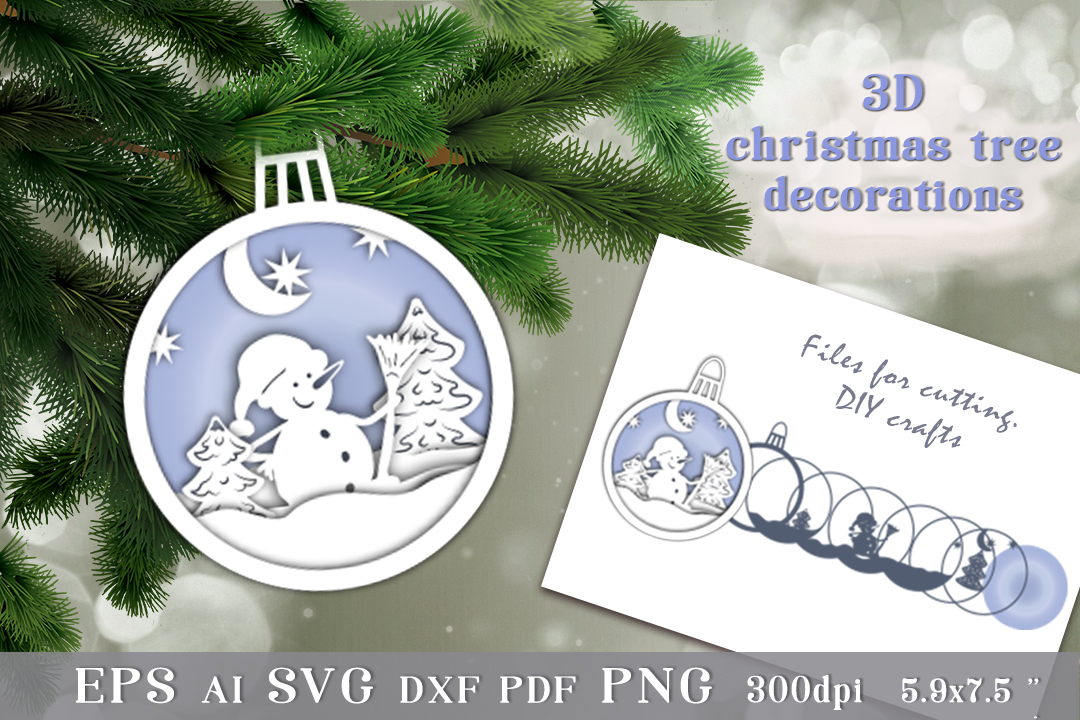 3D
christmas tree
decorations
Files for cutting.
DIY crafts
EPS AI SVG DXF PDF PNG 300dpi 5.9x7.5 "